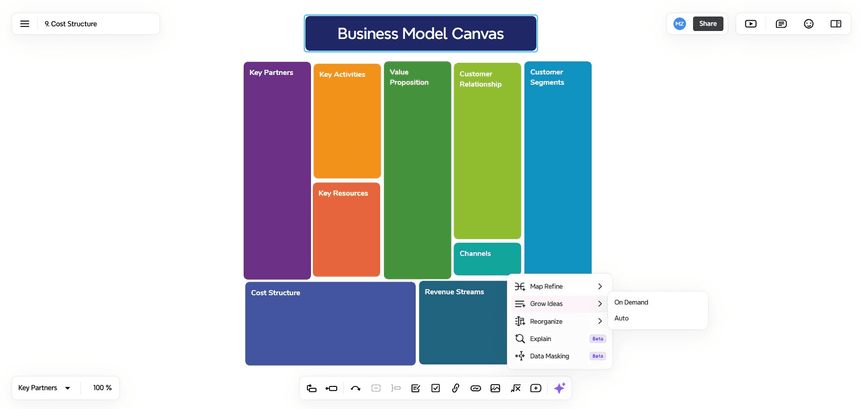 9. Cost Structure
Business Model Canvas
MZ
Share
Key Partners
Key Activities
Value
Proposition
Customer
Relationship
Customer
Segments
Key Resources
Channels
Cost Structure
Revenue Streams
Map Refine
Grow Ideas
On Demand
Auto
Reorganize
Explain
Beta
Data Masking
Beta
Key Partners
100 %